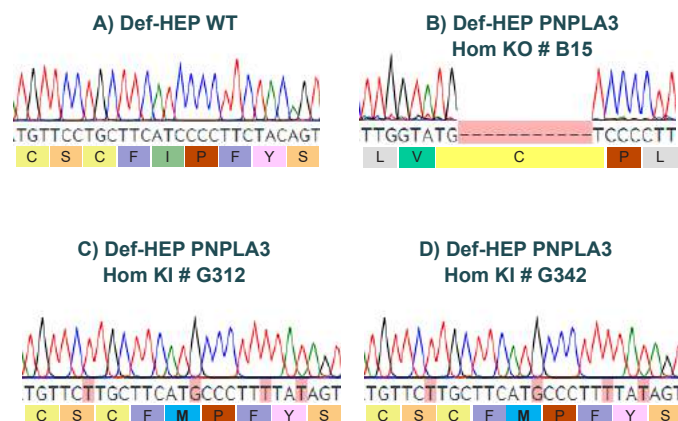 A) Def-HEP WT
TGTTCCTGCTTCATCCCCTTCTACAGT
C S C F I P F Y S
B) Def-HEP PNPLA3
Hom KO # B15
TTGGTATG-----------TCCCCTT
L V C P L
C) Def-HEP PNPLA3
Hom KI # G312
TGTTCTTGCTTCATGCCCTTTTATAGT
C S C F M P F Y S
D) Def-HEP PNPLA3
Hom KI # G342
TGTTCTTGCTTCATGCCCTTTTATAGT
C S C F M P F Y S